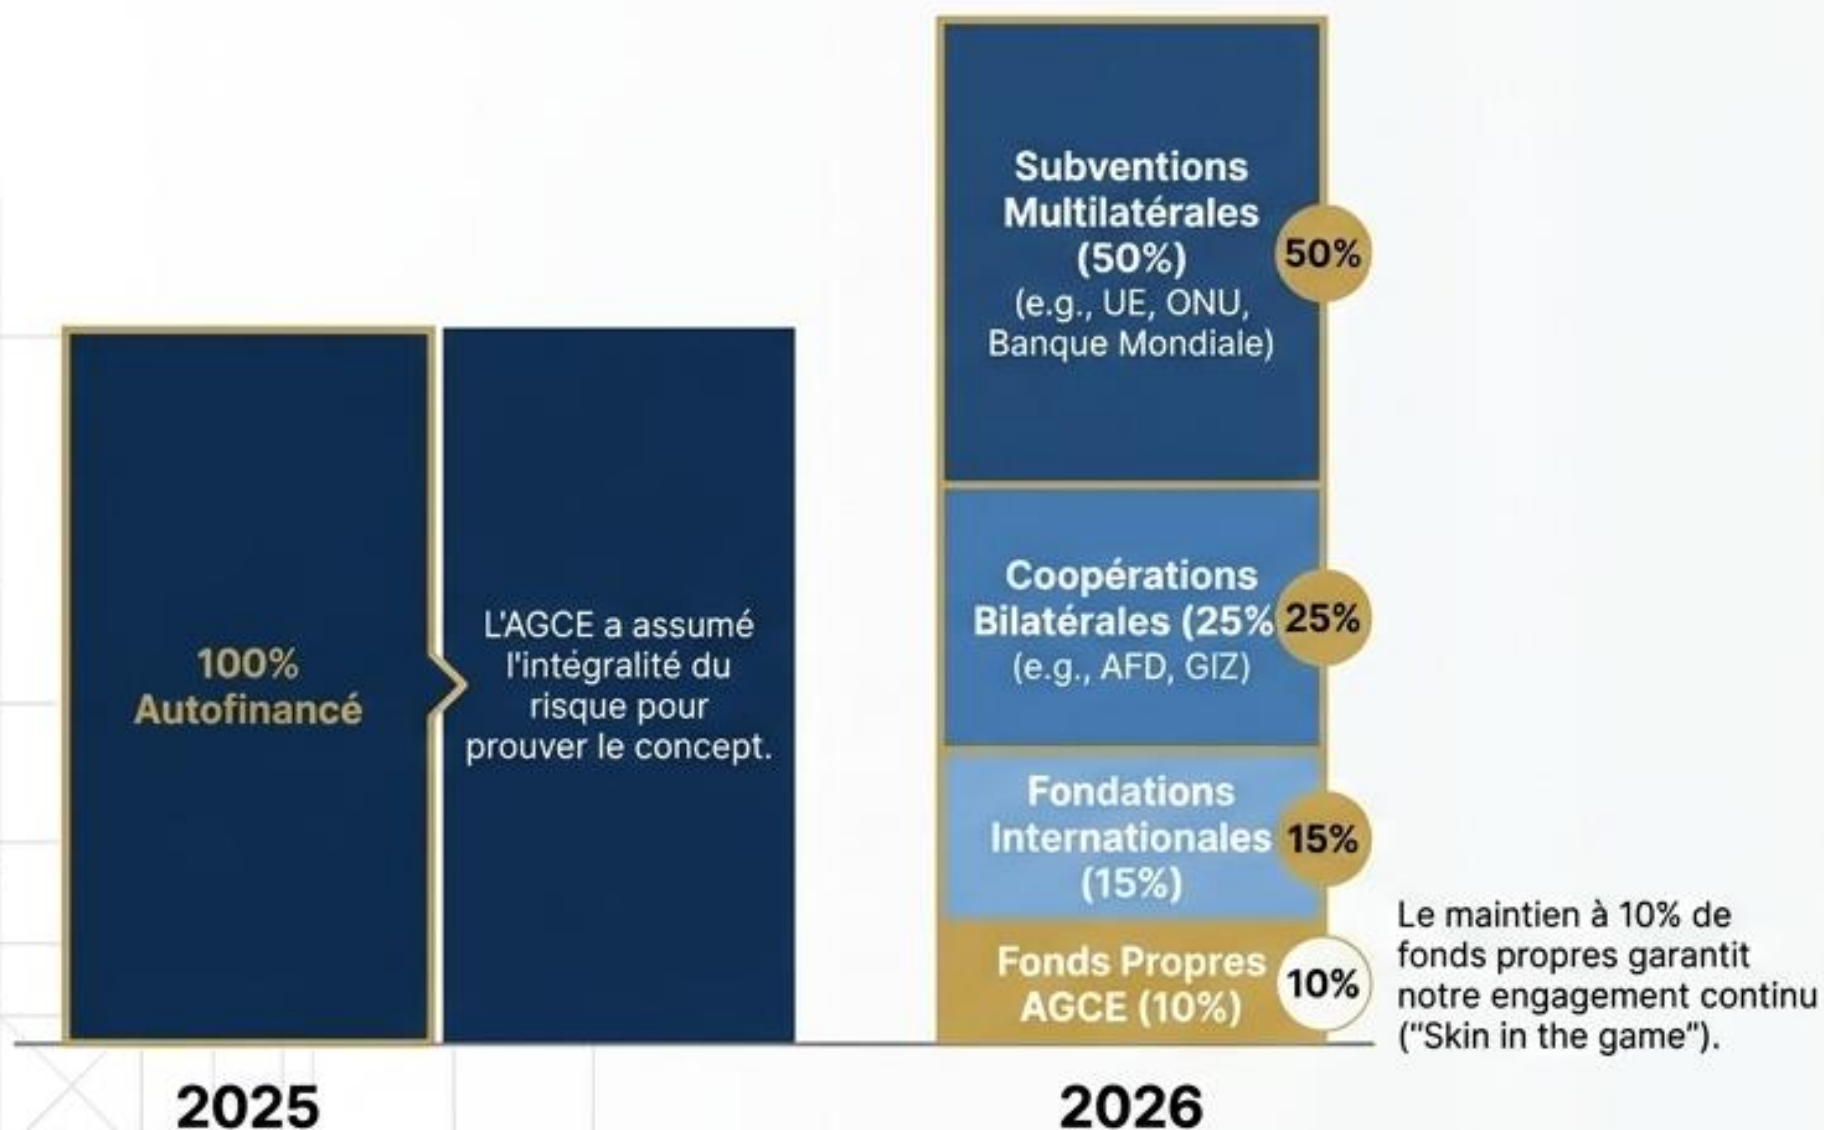 100%
Autofinancé
L'AGCE a assumé
l'intégralité du
risque pour
prouver le concept.
2025
Subventions
Multilatérales
(50%)
(e.g., UE, ONU,
Banque Mondiale)
50%
Coopérations
Bilatérales (25%
(e.g., AFD, GIZ)
25%
Fondations
Internationales
(15%)
15%
Fonds Propres
AGCE (10%)
10%
Le maintien à 10% de
fonds propres garantit
notre engagement continu
("Skin in the game").
2026